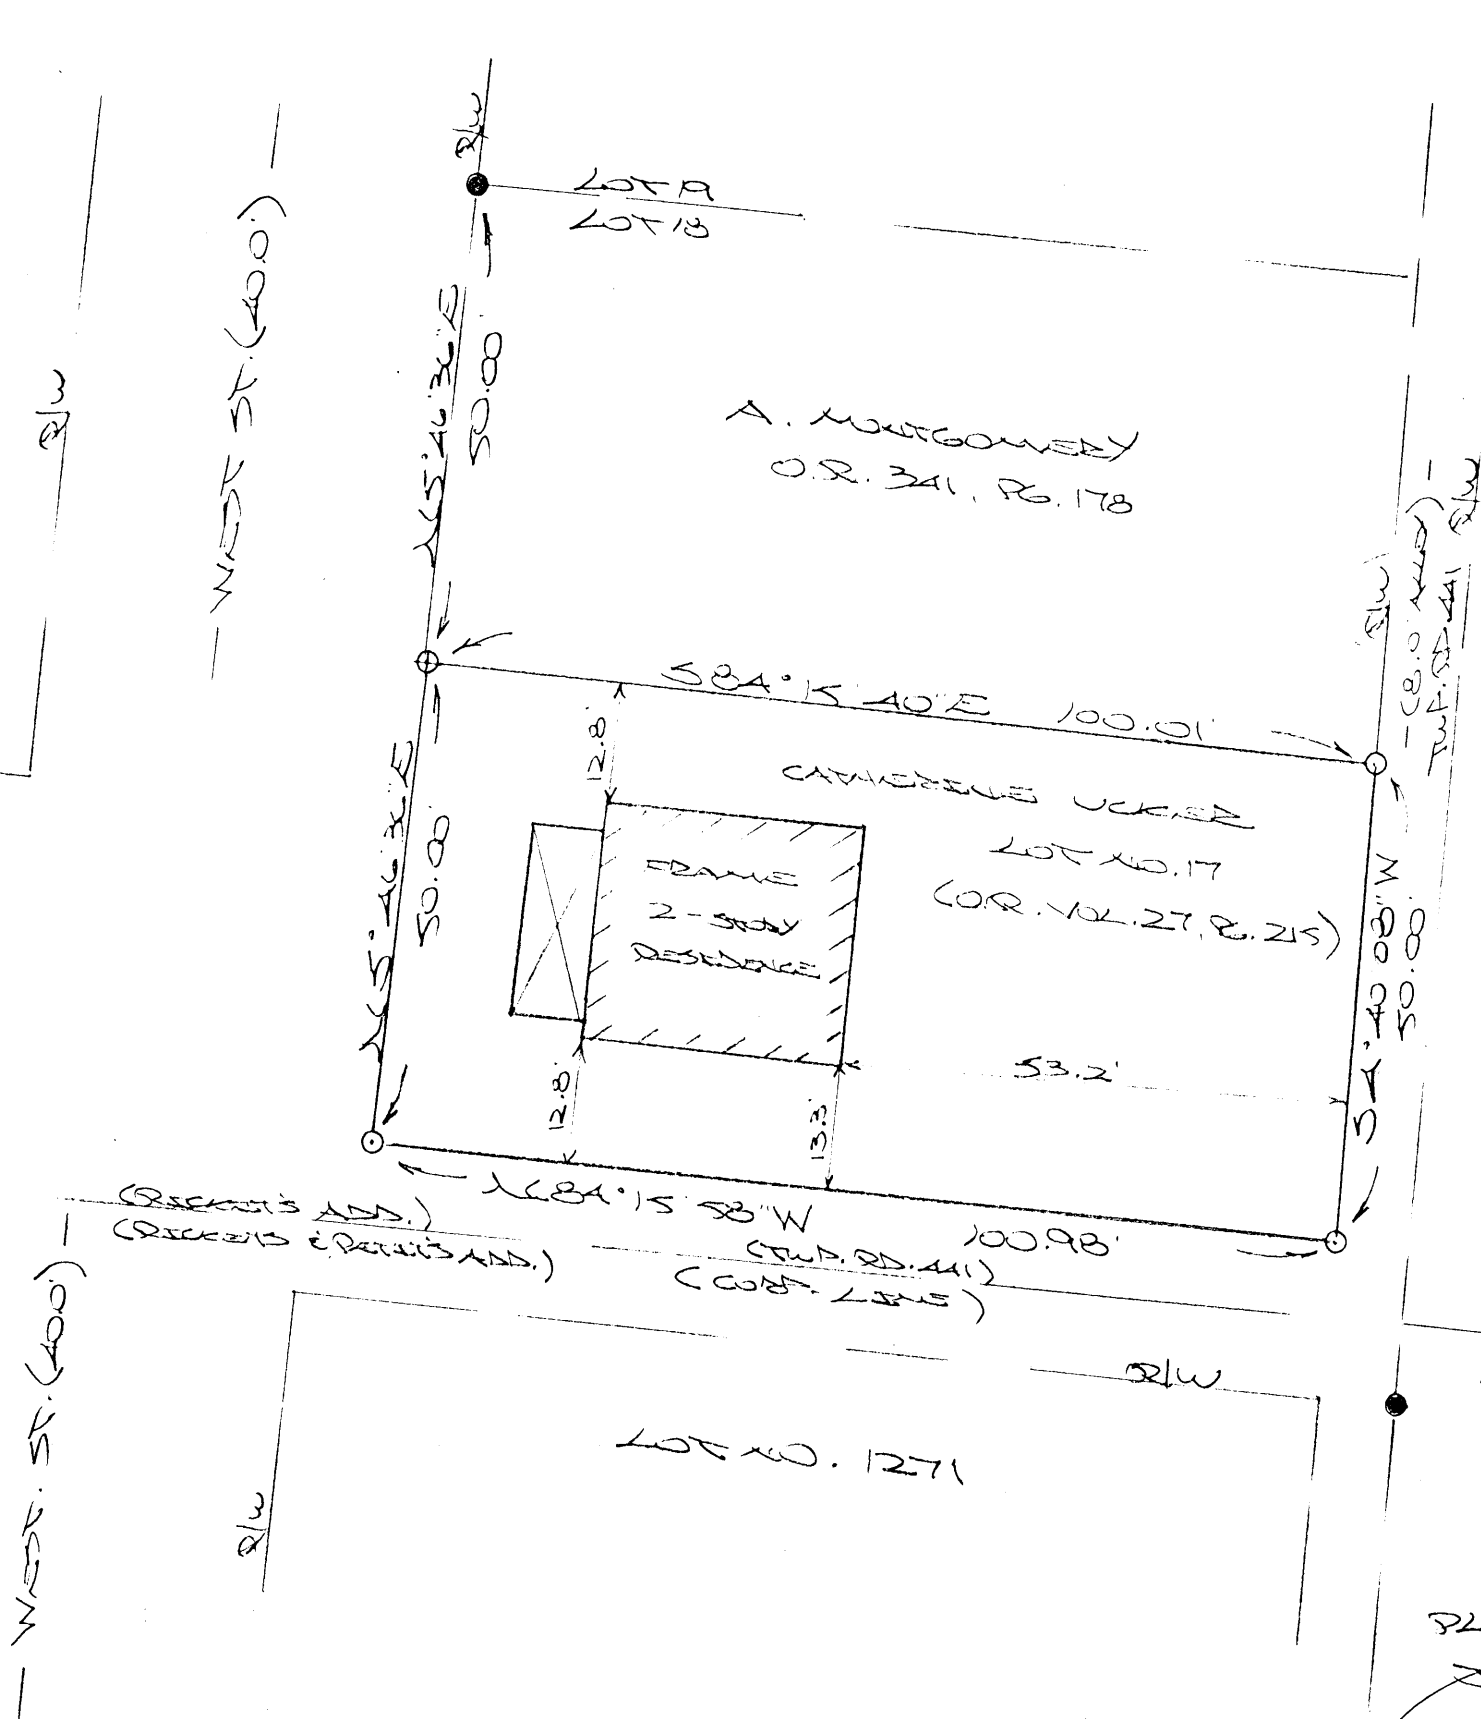 R/W
LOT 19
LOT 18
WEST ST. (40.0')
R/W
N 5° 46' 36" E
50.00'
A. MONTGOMERY
O.R. 341, PG. 178
R/W
(8.0' ALLEY)
TWP. RD. 441
R/W
S 84° 15' 40" E 100.01'
12.8'
CATHERINE UCKER
LOT NO. 17
(O.R. VOL. 27, PG. 215)
FRAME
2-STORY
RESIDENCE
N 5° 46' 36" E
50.00'
S 4° 40' 08" W
50.00'
53.2'
12.8'
13.3'
N 84° 15' 58" W
100.98'
(RICKETT'S ADD.)
(RICKETTS & PETTIT'S ADD.)
(TWP. RD. 441)
(CORP. LINE)
R/W
LOT NO. 1271
R/W
WEST. ST. (40.0')
PL